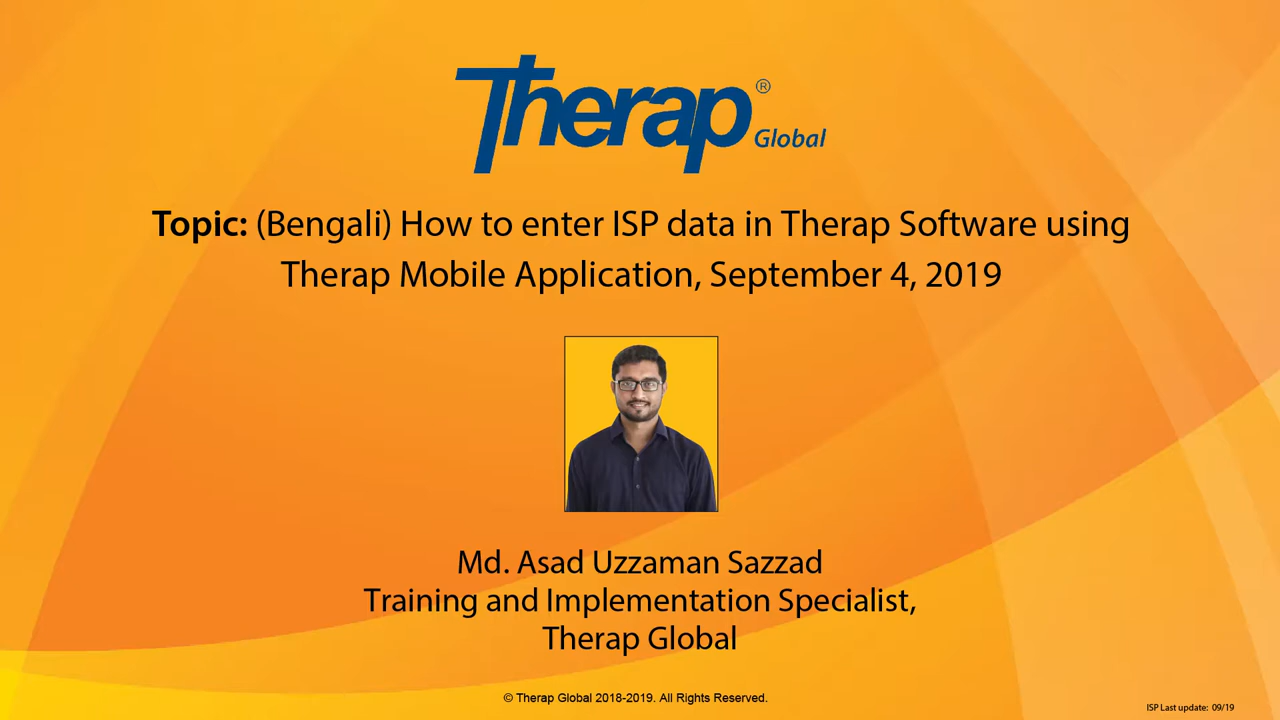 Therap® Global
Topic: (Bengali) How to enter ISP data in Therap Software using
Therap Mobile Application, September 4, 2019
Md. Asad Uzzaman Sazzad
Training and Implementation Specialist,
Therap Global
© Therap Global 2018-2019. All Rights Reserved.
ISP Last update: 09/19